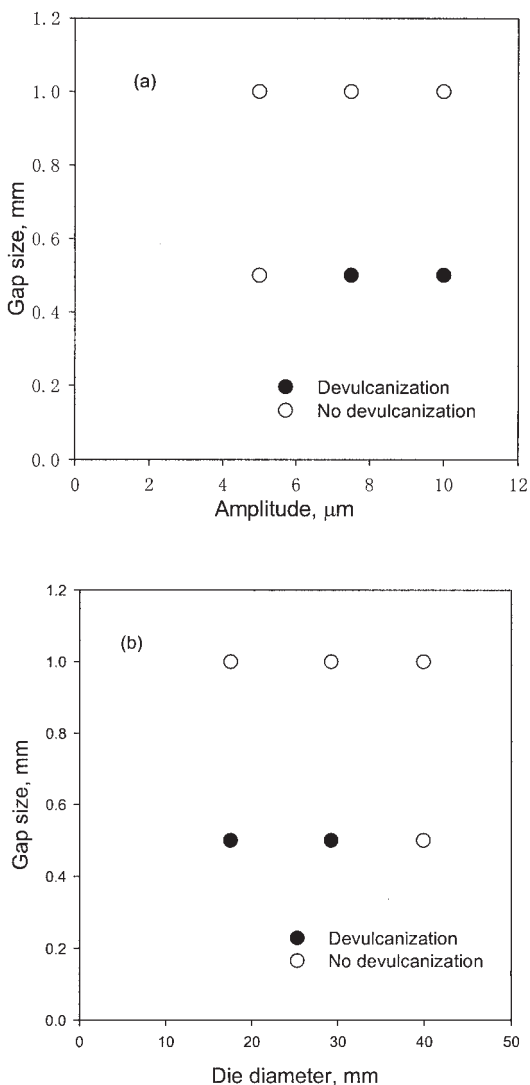 1.2
(a)
1.0
0.8
0.6
0.4
0.2
0.0
Gap size, mm
Devulcanization
No devulcanization
0 2 4 6 8 10 12
Amplitude, μm
1.2
(b)
1.0
0.8
0.6
0.4
0.2
0.0
Gap size, mm
Devulcanization
No devulcanization
0 10 20 30 40 50
Die diameter, mm